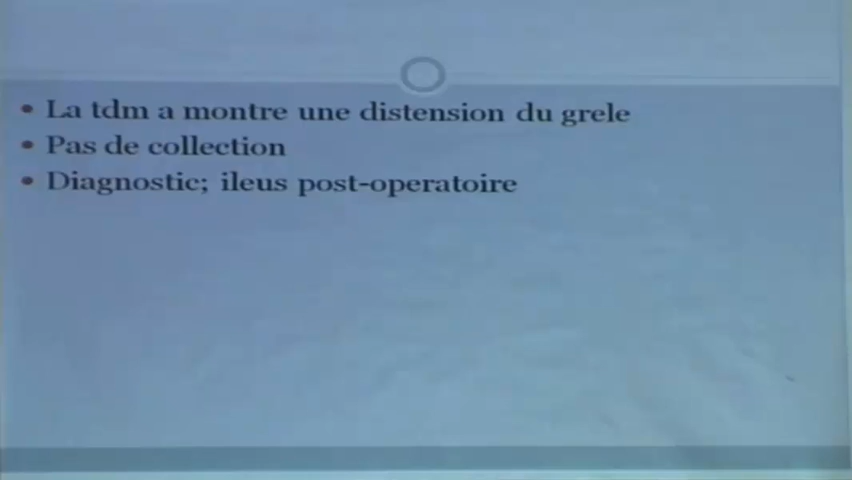 • La tdm a montre une distension du grele
• Pas de collection
• Diagnostic; ileus post-operatoire